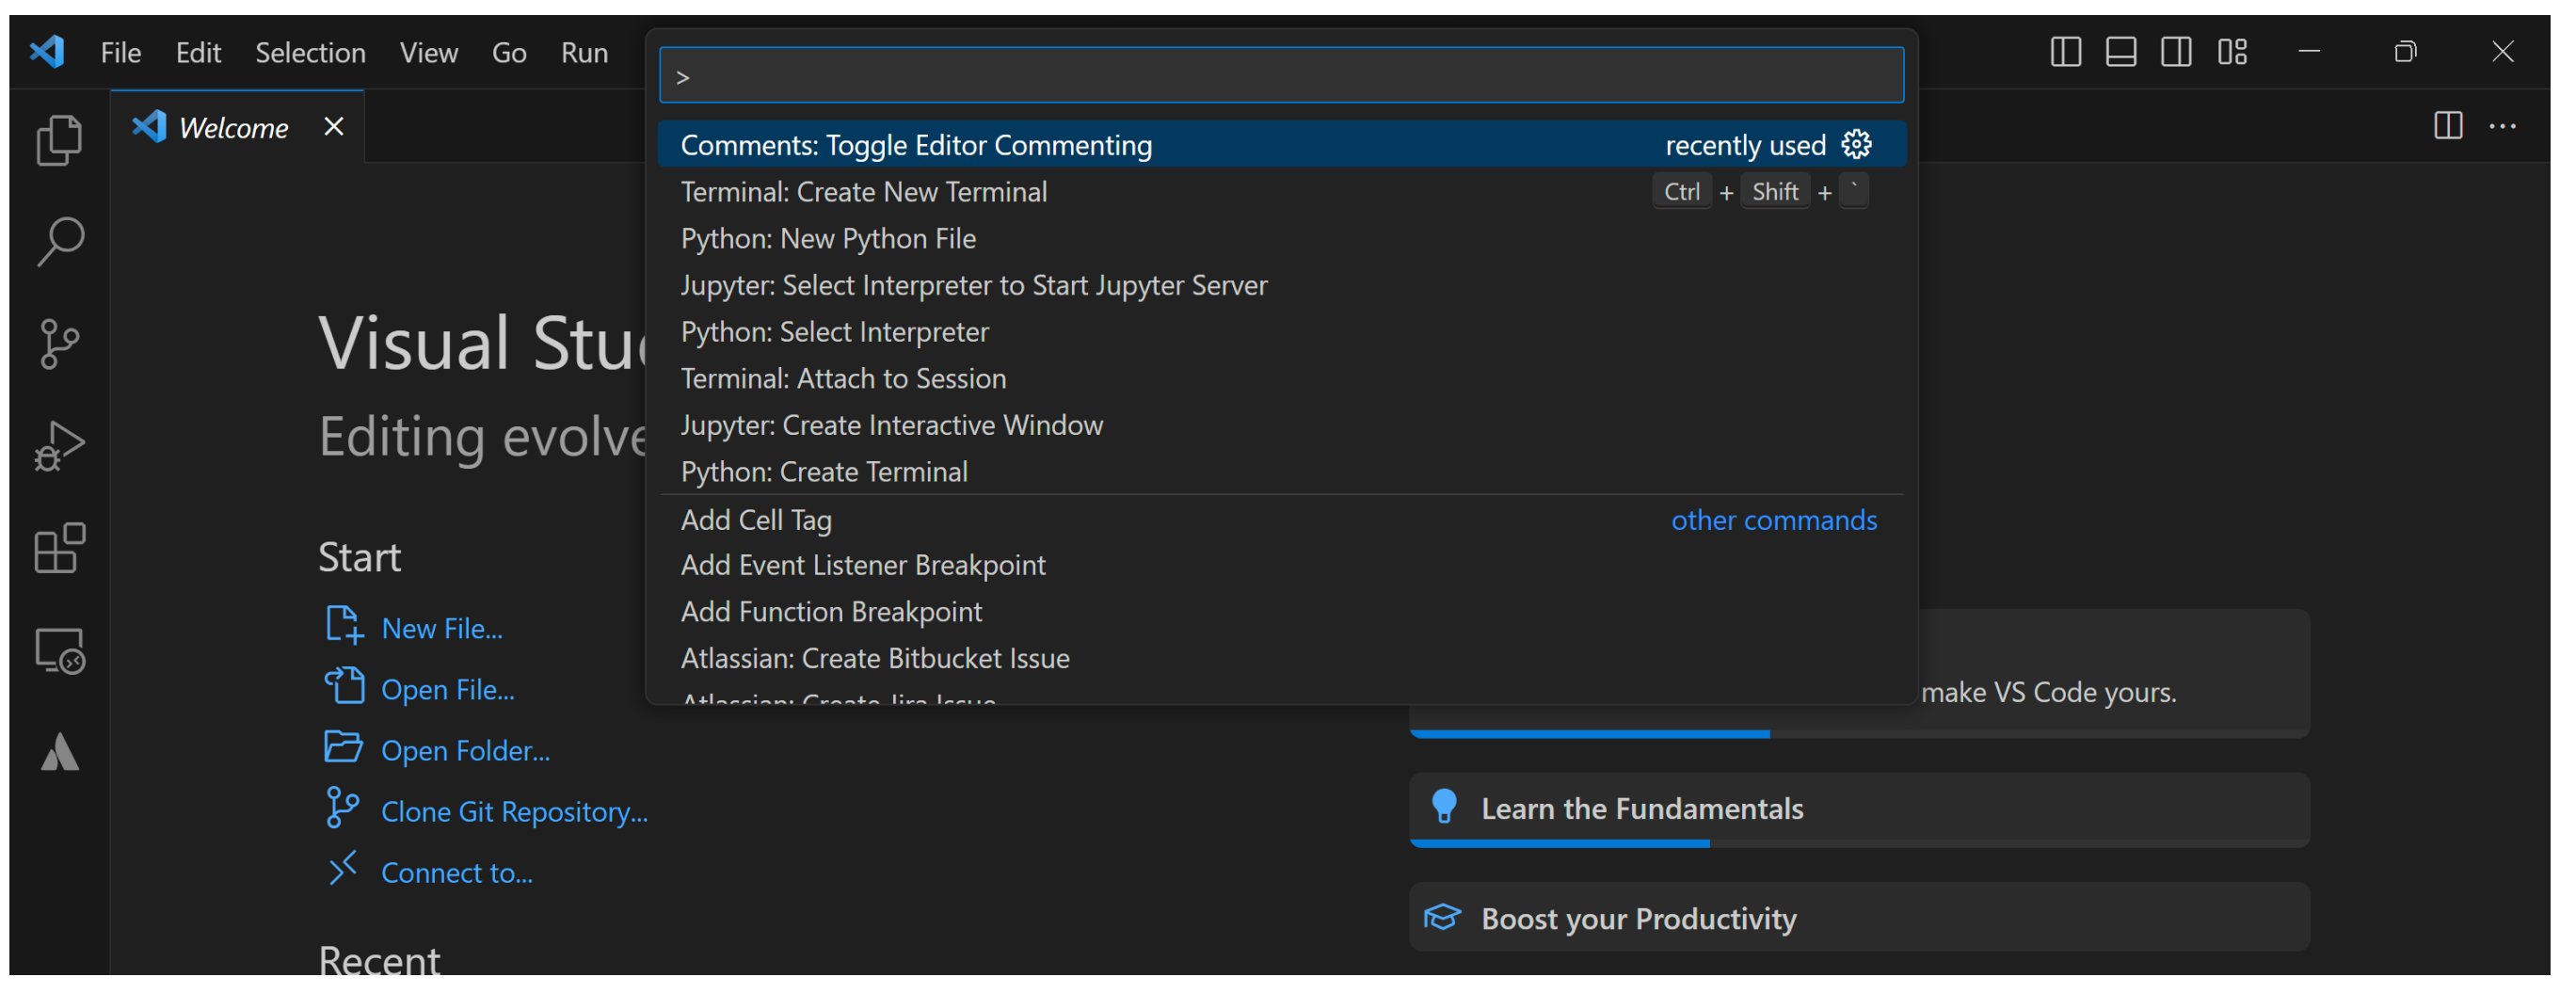 File Edit Selection View Go Run
>
Welcome
Comments: Toggle Editor Commenting recently used
Terminal: Create New Terminal Ctrl + Shift + `
Python: New Python File
Jupyter: Select Interpreter to Start Jupyter Server
Python: Select Interpreter
Terminal: Attach to Session
Jupyter: Create Interactive Window
Python: Create Terminal
Add Cell Tag other commands
Add Event Listener Breakpoint
Add Function Breakpoint
Atlassian: Create Bitbucket Issue
Atlassian: Create Jira Issue
Visual Stu
Editing evolve
Start
New File...
Open File...
Open Folder...
Clone Git Repository...
Connect to...
Recent
make VS Code yours.
Learn the Fundamentals
Boost your Productivity